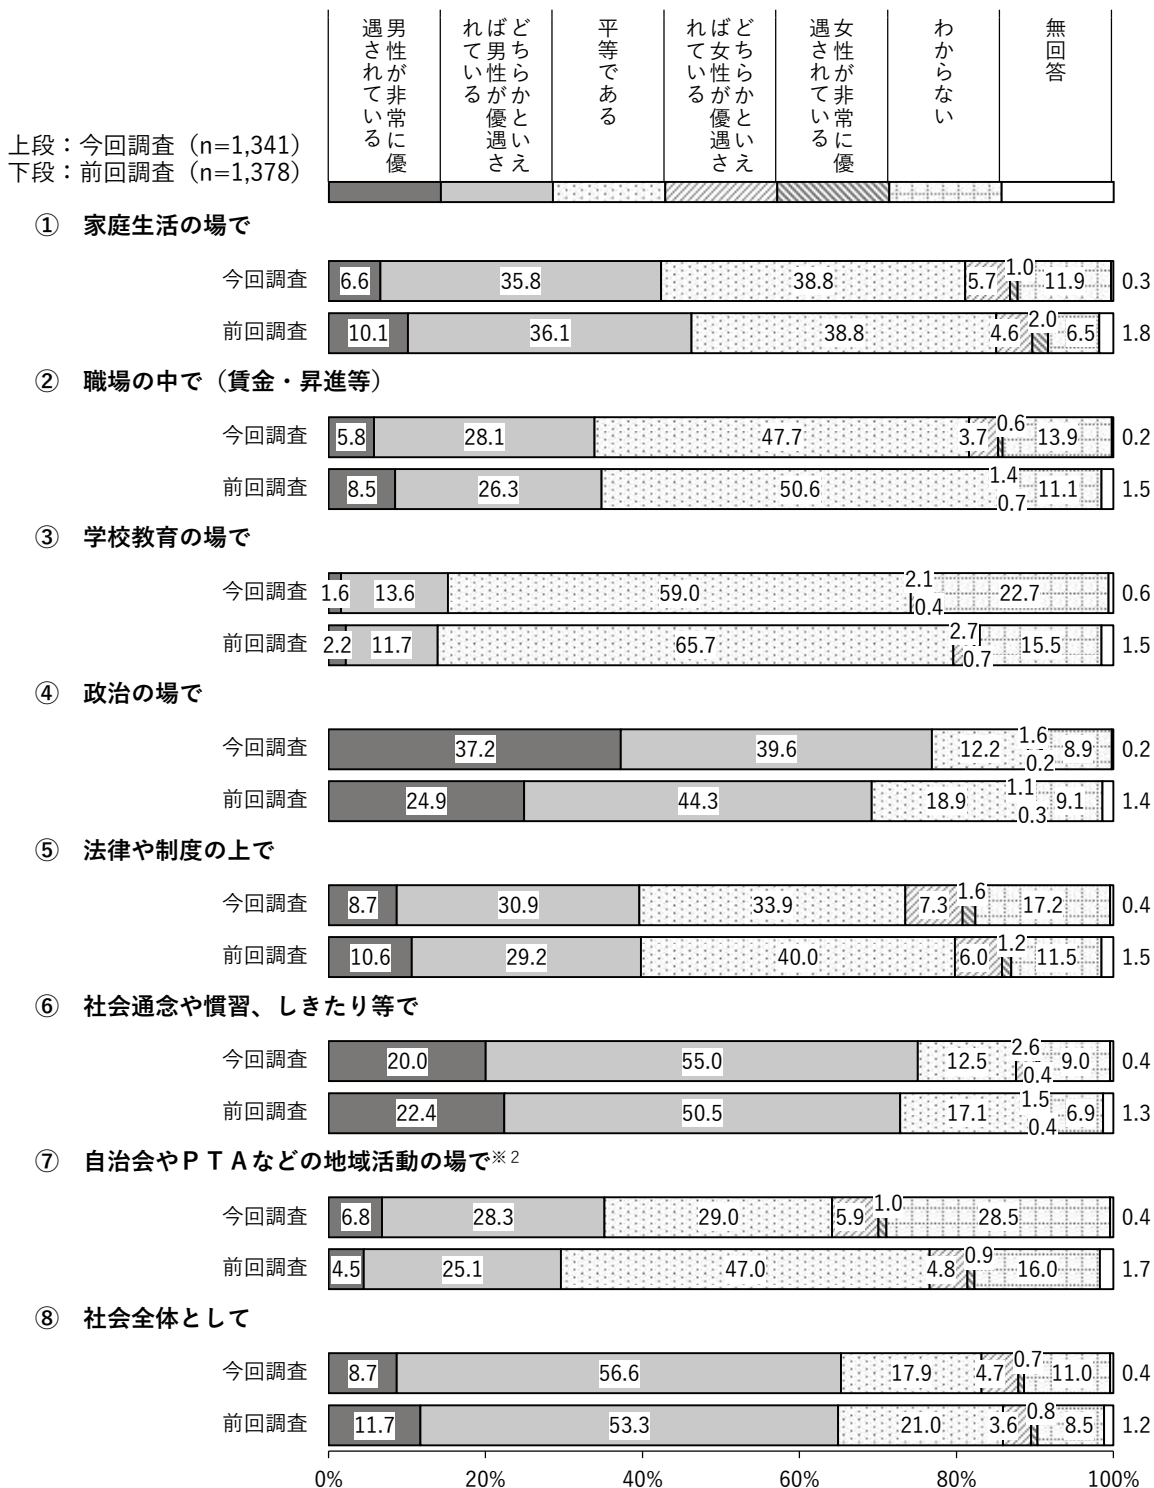 男性が非常に優
遇されている
どちらかといえ
ば男性が優遇さ
れている
平等である
どちらかといえ
ば女性が優遇さ
れている
女性が非常に優
遇されている
わからない
無回答
上段：今回調査（n=1,341）
下段：前回調査（n=1,378）
① 家庭生活の場で
今回調査 6.6 35.8 38.8 5.7 1.0 11.9 0.3
前回調査 10.1 36.1 38.8 4.6 2.0 6.5 1.8
② 職場の中で（賃金・昇進等）
今回調査 5.8 28.1 47.7 3.7 0.6 13.9 0.2
前回調査 8.5 26.3 50.6 1.4 0.7 11.1 1.5
③ 学校教育の場で
今回調査 1.6 13.6 59.0 2.1 0.4 22.7 0.6
前回調査 2.2 11.7 65.7 2.7 0.7 15.5 1.5
④ 政治の場で
今回調査 37.2 39.6 12.2 1.6 0.2 8.9 0.2
前回調査 24.9 44.3 18.9 1.1 0.3 9.1 1.4
⑤ 法律や制度の上で
今回調査 8.7 30.9 33.9 7.3 1.6 17.2 0.4
前回調査 10.6 29.2 40.0 6.0 1.2 11.5 1.5
⑥ 社会通念や慣習、しきたり等で
今回調査 20.0 55.0 12.5 2.6 0.4 9.0 0.4
前回調査 22.4 50.5 17.1 1.5 0.4 6.9 1.3
⑦ 自治会やＰＴＡなどの地域活動の場で※2
今回調査 6.8 28.3 29.0 5.9 1.0 28.5 0.4
前回調査 4.5 25.1 47.0 4.8 0.9 16.0 1.7
⑧ 社会全体として
今回調査 8.7 56.6 17.9 4.7 0.7 11.0 0.4
前回調査 11.7 53.3 21.0 3.6 0.8 8.5 1.2
0% 20% 40% 60% 80% 100%